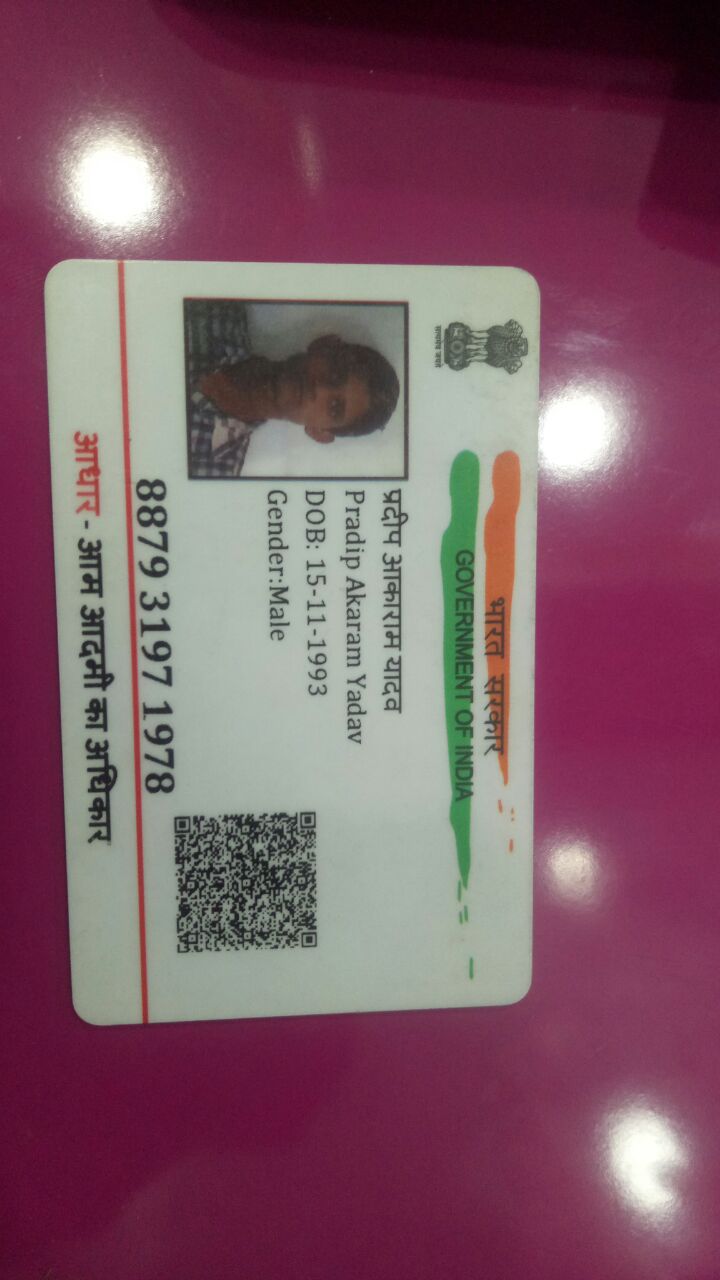 सत्यमेव जयते
भारत सरकार
GOVERNMENT OF INDIA
प्रदीप आकाराम यादव
Pradip Akaram Yadav
DOB: 15-11-1993
Gender:Male
8879 3197 1978
आधार - आम आदमी का अधिकार